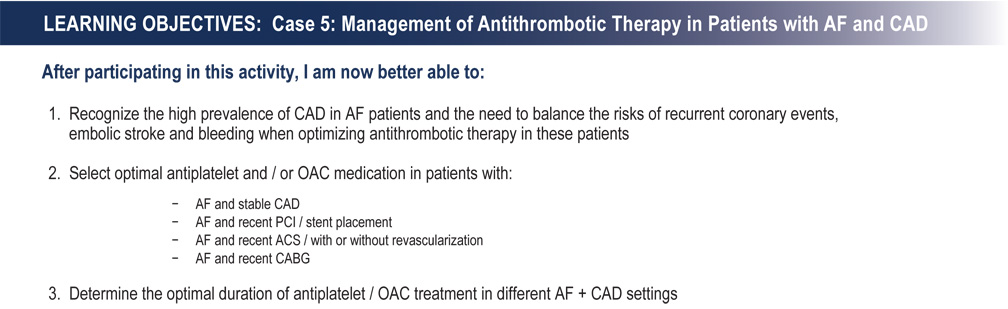 LEARNING OBJECTIVES: Case 5: Management of Antithrombotic Therapy in Patients with AF and CAD
After participating in this activity, I am now better able to:
1. Recognize the high prevalence of CAD in AF patients and the need to balance the risks of recurrent coronary events,
embolic stroke and bleeding when optimizing antithrombotic therapy in these patients
2. Select optimal antiplatelet and / or OAC medication in patients with:
− AF and stable CAD
− AF and recent PCI / stent placement
− AF and recent ACS / with or without revascularization
− AF and recent CABG
3. Determine the optimal duration of antiplatelet / OAC treatment in different AF + CAD settings